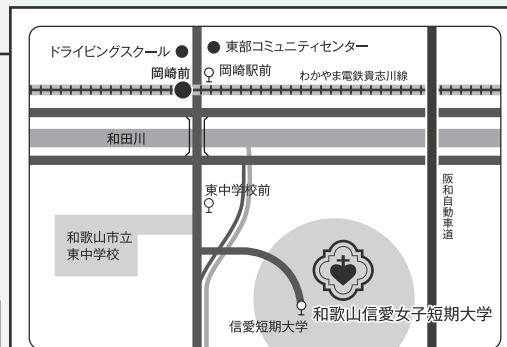 ドライビングスクール
東部コミュニティセンター
岡崎前
岡崎駅前
わかやま電鉄貴志川線
和田川
阪和自動車道
東中学校前
和歌山市立
東中学校
和歌山信愛女子短期大学
信愛短期大学